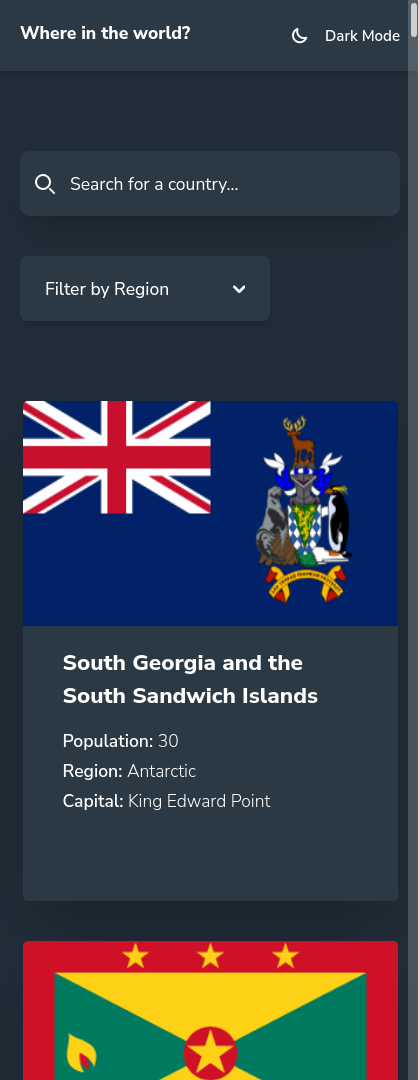 Where in the world?
Dark Mode
Search for a country...
Filter by Region
South Georgia and the
South Sandwich Islands
Population: 30
Region: Antarctic
Capital: King Edward Point